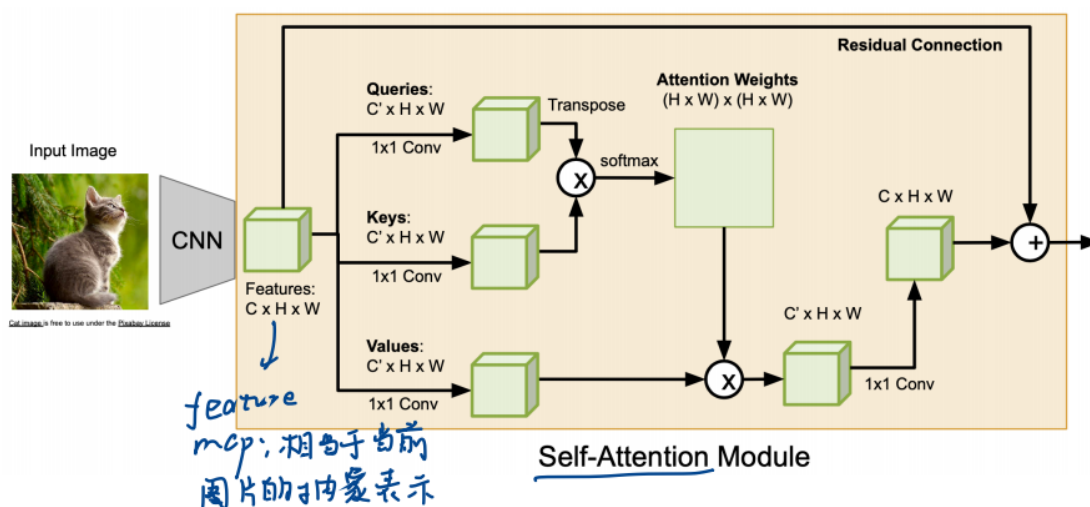 Residual Connection
Queries:
C' x H x W
1x1 Conv
Transpose
Attention Weights
(H x W) x (H x W)
softmax
X
Input Image
CNN
Features:
C x H x W
Cat image is free to use under the Pixabay License
Keys:
C' x H x W
1x1 Conv
Values:
C' x H x W
1x1 Conv
X
C' x H x W
1x1 Conv
C x H x W
+
Self-Attention Module
feature
map: 相当于当前
图片的抽象表示